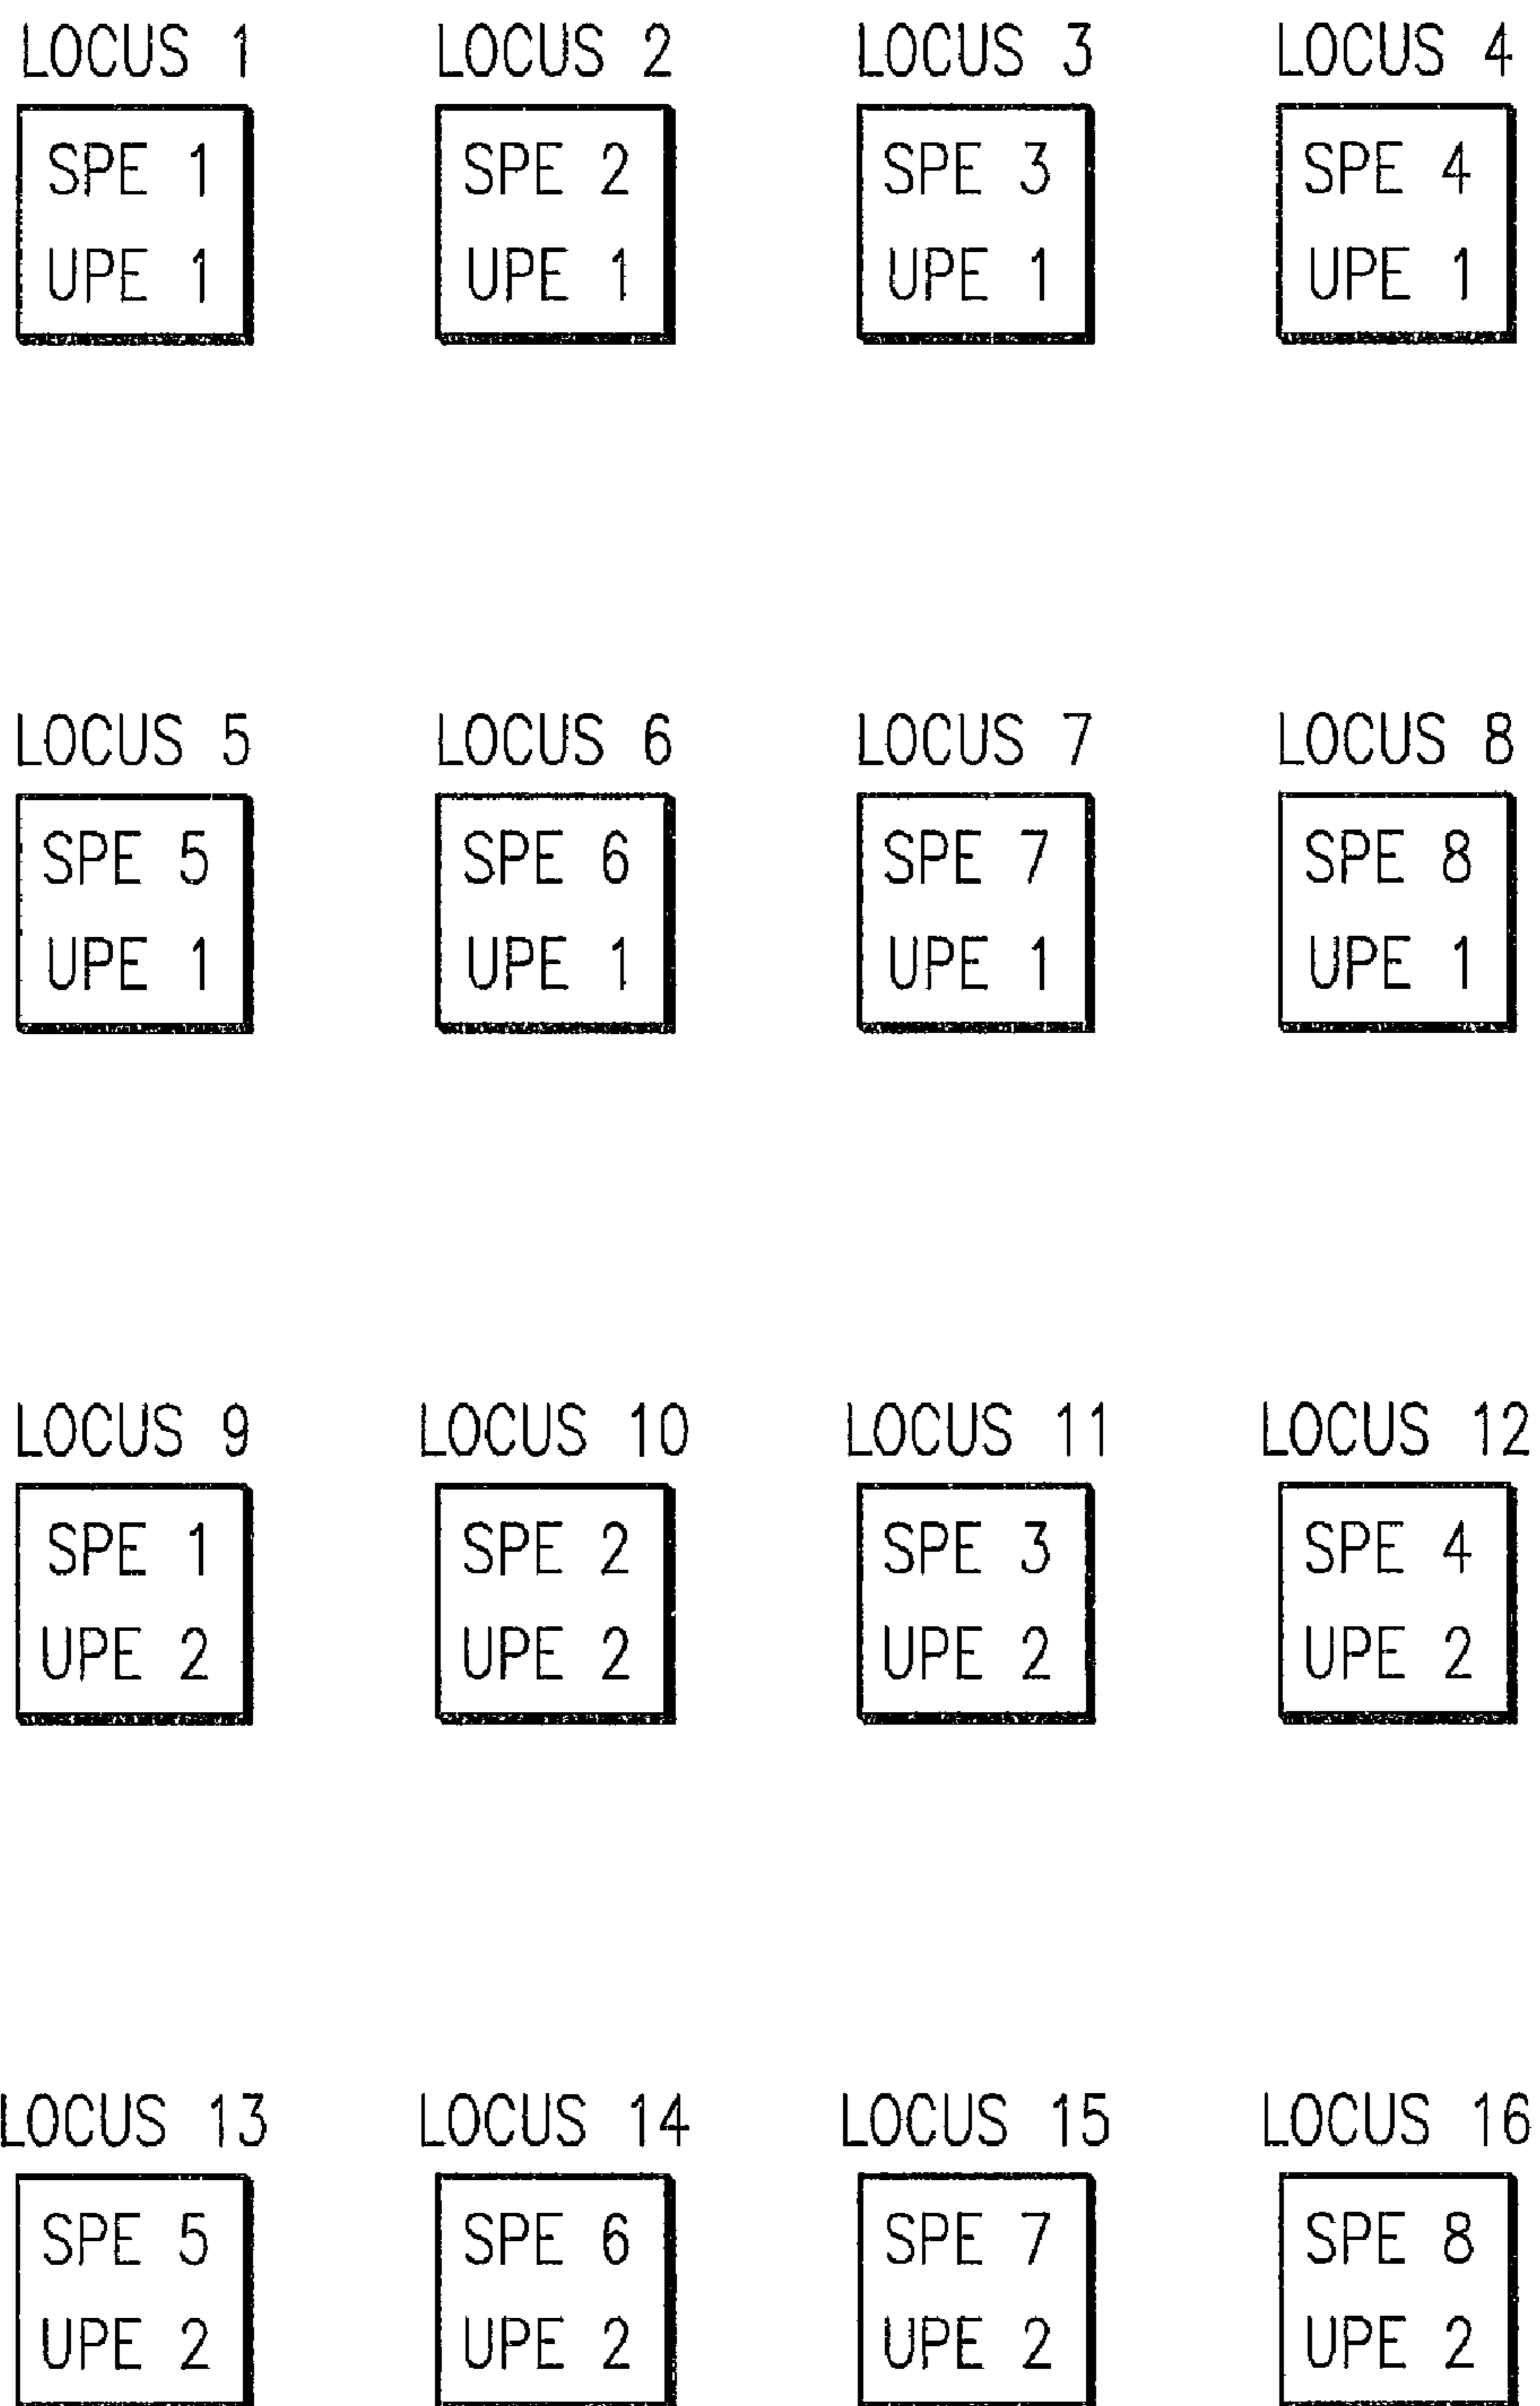 LOCUS 1 LOCUS 2 LOCUS 3 LOCUS 4
SPE 1 SPE 2 SPE 3 SPE 4
UPE 1 UPE 1 UPE 1 UPE 1
LOCUS 5 LOCUS 6 LOCUS 7 LOCUS 8
SPE 5 SPE 6 SPE 7 SPE 8
UPE 1 UPE 1 UPE 1 UPE 1
LOCUS 9 LOCUS 10 LOCUS 11 LOCUS 12
SPE 1 SPE 2 SPE 3 SPE 4
UPE 2 UPE 2 UPE 2 UPE 2
LOCUS 13 LOCUS 14 LOCUS 15 LOCUS 16
SPE 5 SPE 6 SPE 7 SPE 8
UPE 2 UPE 2 UPE 2 UPE 2